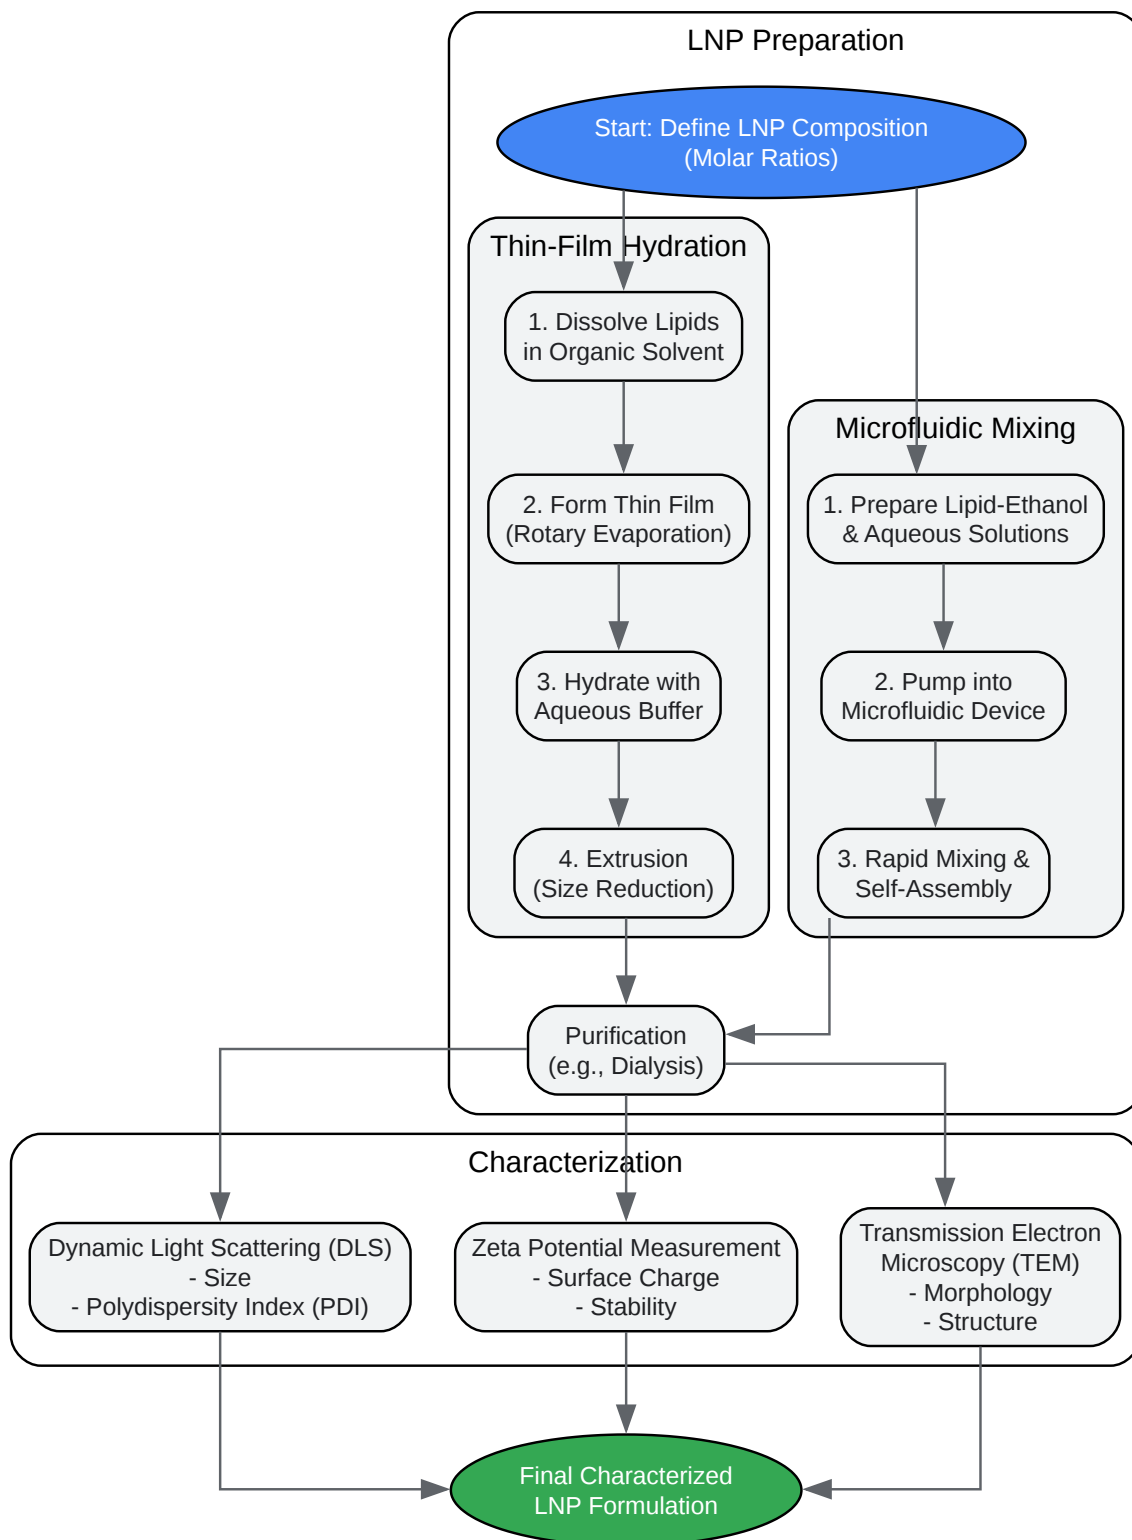 LNP Preparation
Start: Define LNP Composition
(Molar Ratios)
Thin-Film Hydration
1. Dissolve Lipids
in Organic Solvent
2. Form Thin Film
(Rotary Evaporation)
3. Hydrate with
Aqueous Buffer
4. Extrusion
(Size Reduction)
Microfluidic Mixing
1. Prepare Lipid-Ethanol
& Aqueous Solutions
2. Pump into
Microfluidic Device
3. Rapid Mixing &
Self-Assembly
Purification
(e.g., Dialysis)
Characterization
Dynamic Light Scattering (DLS)
- Size
- Polydispersity Index (PDI)
Zeta Potential Measurement
- Surface Charge
- Stability
Transmission Electron
Microscopy (TEM)
- Morphology
- Structure
Final Characterized
LNP Formulation